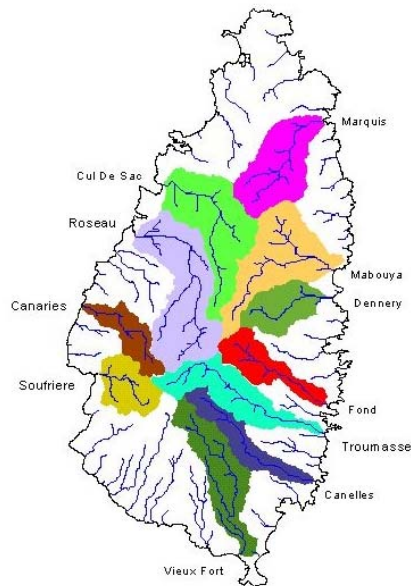 Marquis
Cul De Sac
Roseau
Mabouya
Dennery
Canaries
Soufriere
Fond
Troumasse
Canelles
Vieux Fort